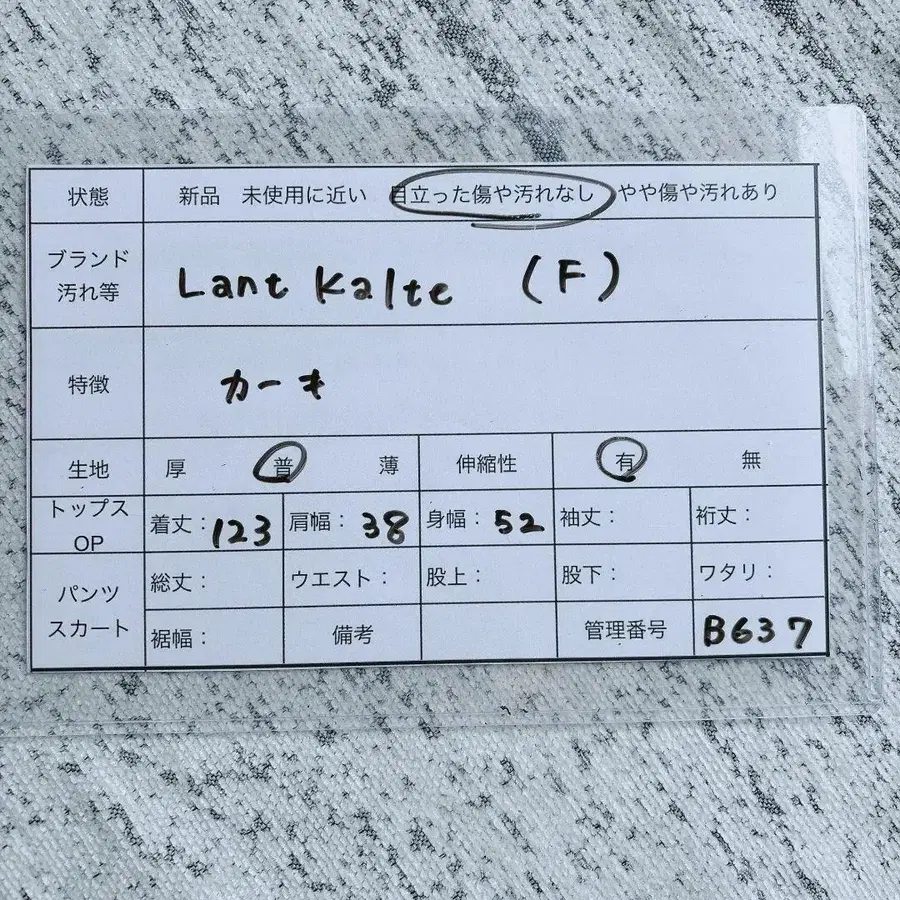 状態 新品 未使用に近い 目立った傷や汚れなし やや傷や汚れあり
ブランド
汚れ等
Lant Kalte (F)
特徴 カーキ
生地 厚 普 薄 伸縮性 有 無
トップス
OP
着丈： 123 肩幅： 38 身幅： 52 袖丈： 裄丈：
パンツ
スカート
総丈： ウエスト： 股上： 股下： ワタリ：
裾幅： 備考 管理番号 B637